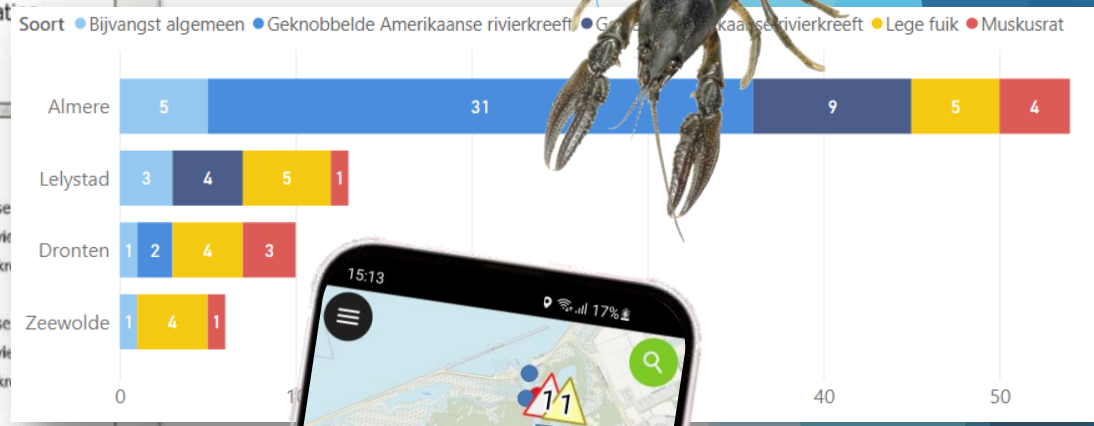 Soort Bijvangst algemeen Geknobbelde Amerikaanse rivierkreeft rivierkreeft Lege fuik Muskusrat
Almere 5 31 9 5 4
Lelystad 3 4 5 1
Dronten 1 2 4 3
15:13 17%
Zeewolde 1 4 1
1 1
0 40 50